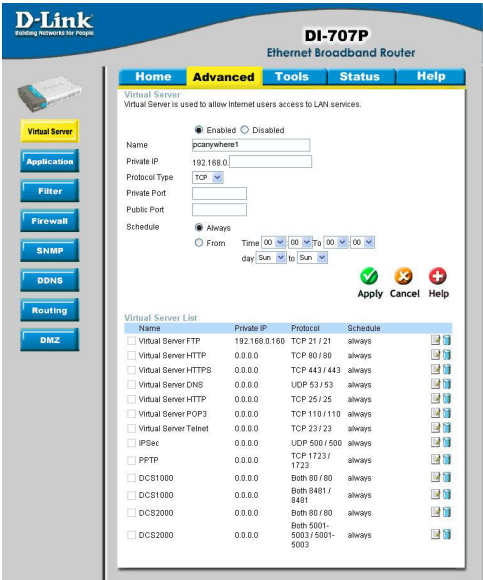 D-Link
Building Networks for People
DI-707P
Ethernet Broadband Router
Home Advanced Tools Status Help
Virtual Server
Application
Filter
Firewall
SNMP
DDNS
Routing
DMZ
Virtual Server
Virtual Server is used to allow Internet users access to LAN services.
Enabled Disabled
Name pcanywhere1
Private IP 192.168.0.
Protocol Type TCP
Private Port
Public Port
Schedule Always
From Time 00 : 00 To 00 : 00
day Sun to Sun
Apply Cancel Help
Virtual Server List
Name Private IP Protocol Schedule
Virtual Server FTP 192.168.0.160 TCP 21 / 21 always
Virtual Server HTTP 0.0.0.0 TCP 80 / 80 always
Virtual Server HTTPS 0.0.0.0 TCP 443 / 443 always
Virtual Server DNS 0.0.0.0 UDP 53 / 53 always
Virtual Server HTTP 0.0.0.0 TCP 25 / 25 always
Virtual Server POP3 0.0.0.0 TCP 110 / 110 always
Virtual Server Telnet 0.0.0.0 TCP 23 / 23 always
IPSec 0.0.0.0 UDP 500 / 500 always
PPTP 0.0.0.0 TCP 1723 / 1723 always
DCS1000 0.0.0.0 Both 80 / 80 always
DCS1000 0.0.0.0 Both 8481 / 8481 always
DCS2000 0.0.0.0 Both 80 / 80 always
DCS2000 0.0.0.0 Both 5001-5003 / 5001-5003 always